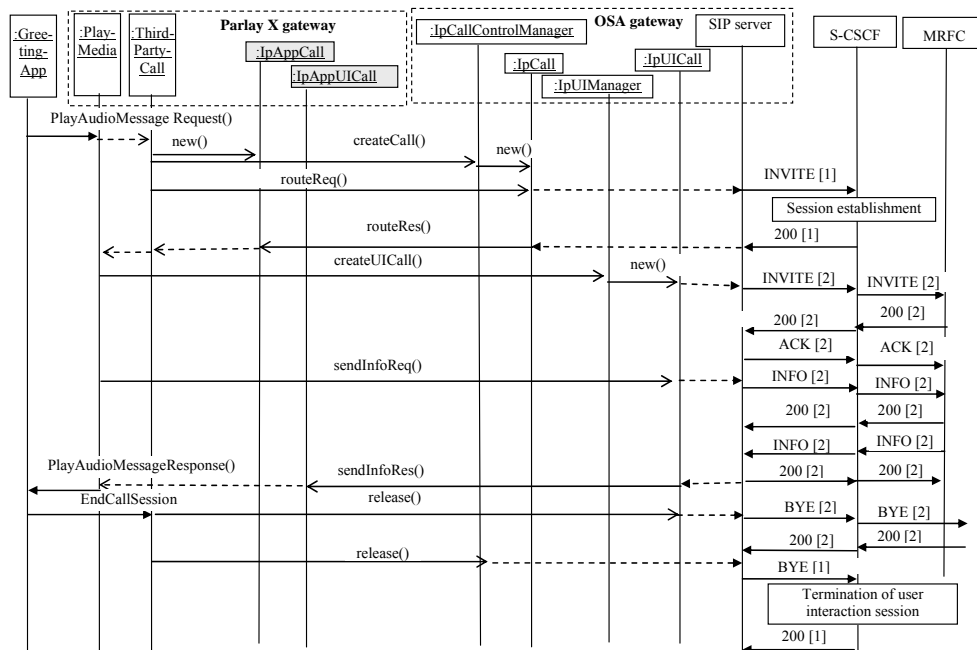 :Greet-
ing-
App
:Play-
Media
:Third-
Party-
Call
Parlay X gateway
:IpAppCall
:IpAppUICall
:IpCallControlManager
OSA gateway
:IpCall
:IpUIManager
:IpUICall
SIP server
S-CSCF
MRFC
PlayAudioMessage Request()
new()
createCall()
new()
routeReq()
INVITE [1]
Session establishment
routeRes()
200 [1]
createUICall()
new()
INVITE [2]
INVITE [2]
200 [2]
200 [2]
ACK [2]
ACK [2]
sendInfoReq()
INFO [2]
INFO [2]
200 [2]
200 [2]
INFO [2]
INFO [2]
PlayAudioMessageResponse()
sendInfoRes()
200 [2]
200 [2]
EndCallSession
release()
BYE [2]
BYE [2]
200 [2]
200 [2]
release()
BYE [1]
Termination of user
interaction session
200 [1]